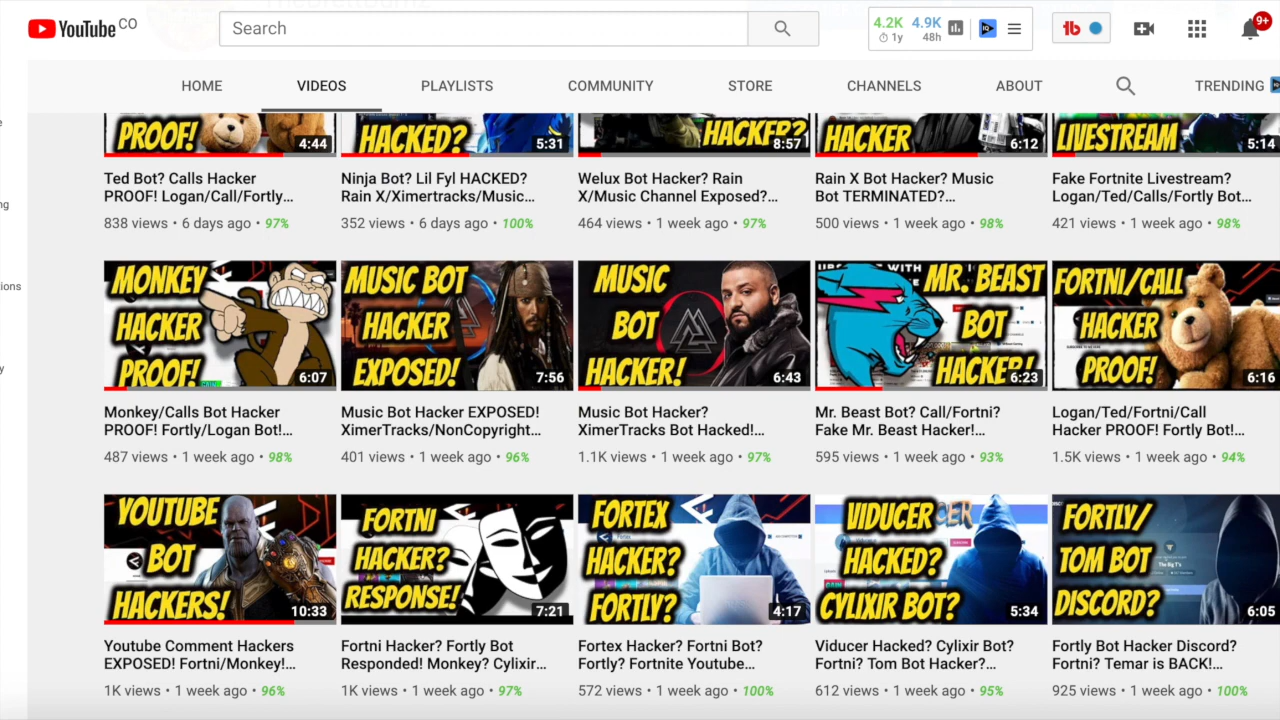 YouTube CO
Search
4.2K 4.9K
1y 48h
IQ
tb
9+
HOME VIDEOS PLAYLISTS COMMUNITY STORE CHANNELS ABOUT TRENDING
PROOF!
4:44
HACKED?
5:31
HACKER?
8:57
HACKER
6:12
LIVESTREAM
5:14
Ted Bot? Calls Hacker
PROOF! Logan/Call/Fortly...
838 views • 6 days ago • 97%
Ninja Bot? Lil Fyl HACKED?
Rain X/Ximertracks/Music...
352 views • 6 days ago • 100%
Welux Bot Hacker? Rain
X/Music Channel Exposed?...
464 views • 1 week ago • 97%
Rain X Bot Hacker? Music
Bot TERMINATED?...
500 views • 1 week ago • 98%
Fake Fortnite Livestream?
Logan/Ted/Calls/Fortly Bot...
421 views • 1 week ago • 98%
MONKEY
HACKER
PROOF!
6:07
MUSIC BOT
HACKER
EXPOSED!
7:56
MUSIC
BOT
HACKER!
6:43
MR. BEAST
BOT
HACKER!
6:23
FORTNI/CALL
HACKER
PROOF!
6:16
Monkey/Calls Bot Hacker
PROOF! Fortly/Logan Bot!...
487 views • 1 week ago • 98%
Music Bot Hacker EXPOSED!
XimerTracks/NonCopyright...
401 views • 1 week ago • 96%
Music Bot Hacker?
XimerTracks Bot Hacked!...
1.1K views • 1 week ago • 97%
Mr. Beast Bot? Call/Fortni?
Fake Mr. Beast Hacker!...
595 views • 1 week ago • 93%
Logan/Ted/Fortni/Call
Hacker PROOF! Fortly Bot!...
1.5K views • 1 week ago • 94%
YOUTUBE
BOT
HACKERS!
10:33
FORTNI
HACKER?
RESPONSE!
7:21
FORTEX
HACKER?
FORTLY?
4:17
VIDUCER
HACKED?
CYLIXIR BOT?
5:34
FORTLY/
TOM BOT
DISCORD?
The Big T's
6:05
Youtube Comment Hackers
EXPOSED! Fortni/Monkey!...
1K views • 1 week ago • 96%
Fortni Hacker? Fortly Bot
Responded! Monkey? Cylixir...
1K views • 1 week ago • 97%
Fortex Hacker? Fortni Bot?
Fortly? Fortnite Youtube...
572 views • 1 week ago • 100%
Viducer Hacked? Cylixir Bot?
Fortni? Tom Bot Hacker?...
612 views • 1 week ago • 95%
Fortly Bot Hacker Discord?
Fortni? Temar is BACK!...
925 views • 1 week ago • 100%